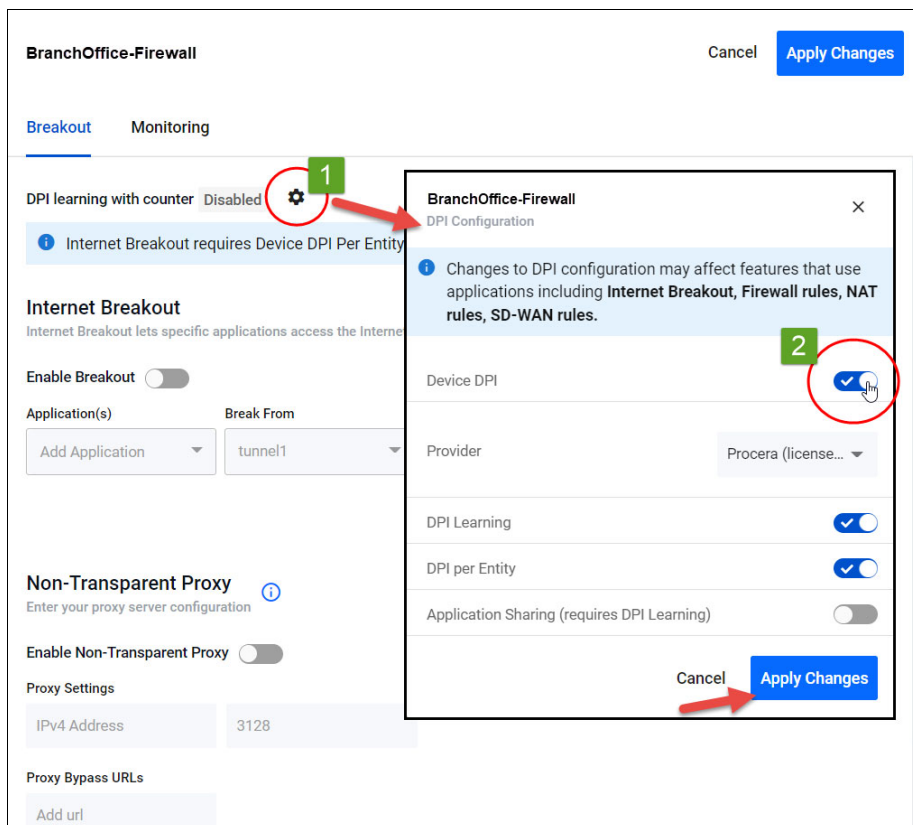 BranchOffice-Firewall
Cancel
Apply Changes
Breakout
Monitoring
DPI learning with counter Disabled
1
Internet Breakout requires Device DPI Per Entity
Internet Breakout
Internet Breakout lets specific applications access the Internet
Enable Breakout
Application(s)
Break From
Add Application
tunnel1
Non-Transparent Proxy
Enter your proxy server configuration
Enable Non-Transparent Proxy
Proxy Settings
IPv4 Address
3128
Proxy Bypass URLs
Add url
BranchOffice-Firewall
DPI Configuration
Changes to DPI configuration may affect features that use
applications including Internet Breakout, Firewall rules, NAT
rules, SD-WAN rules.
2
Device DPI
Provider
Procera (license...
DPI Learning
DPI per Entity
Application Sharing (requires DPI Learning)
Cancel
Apply Changes